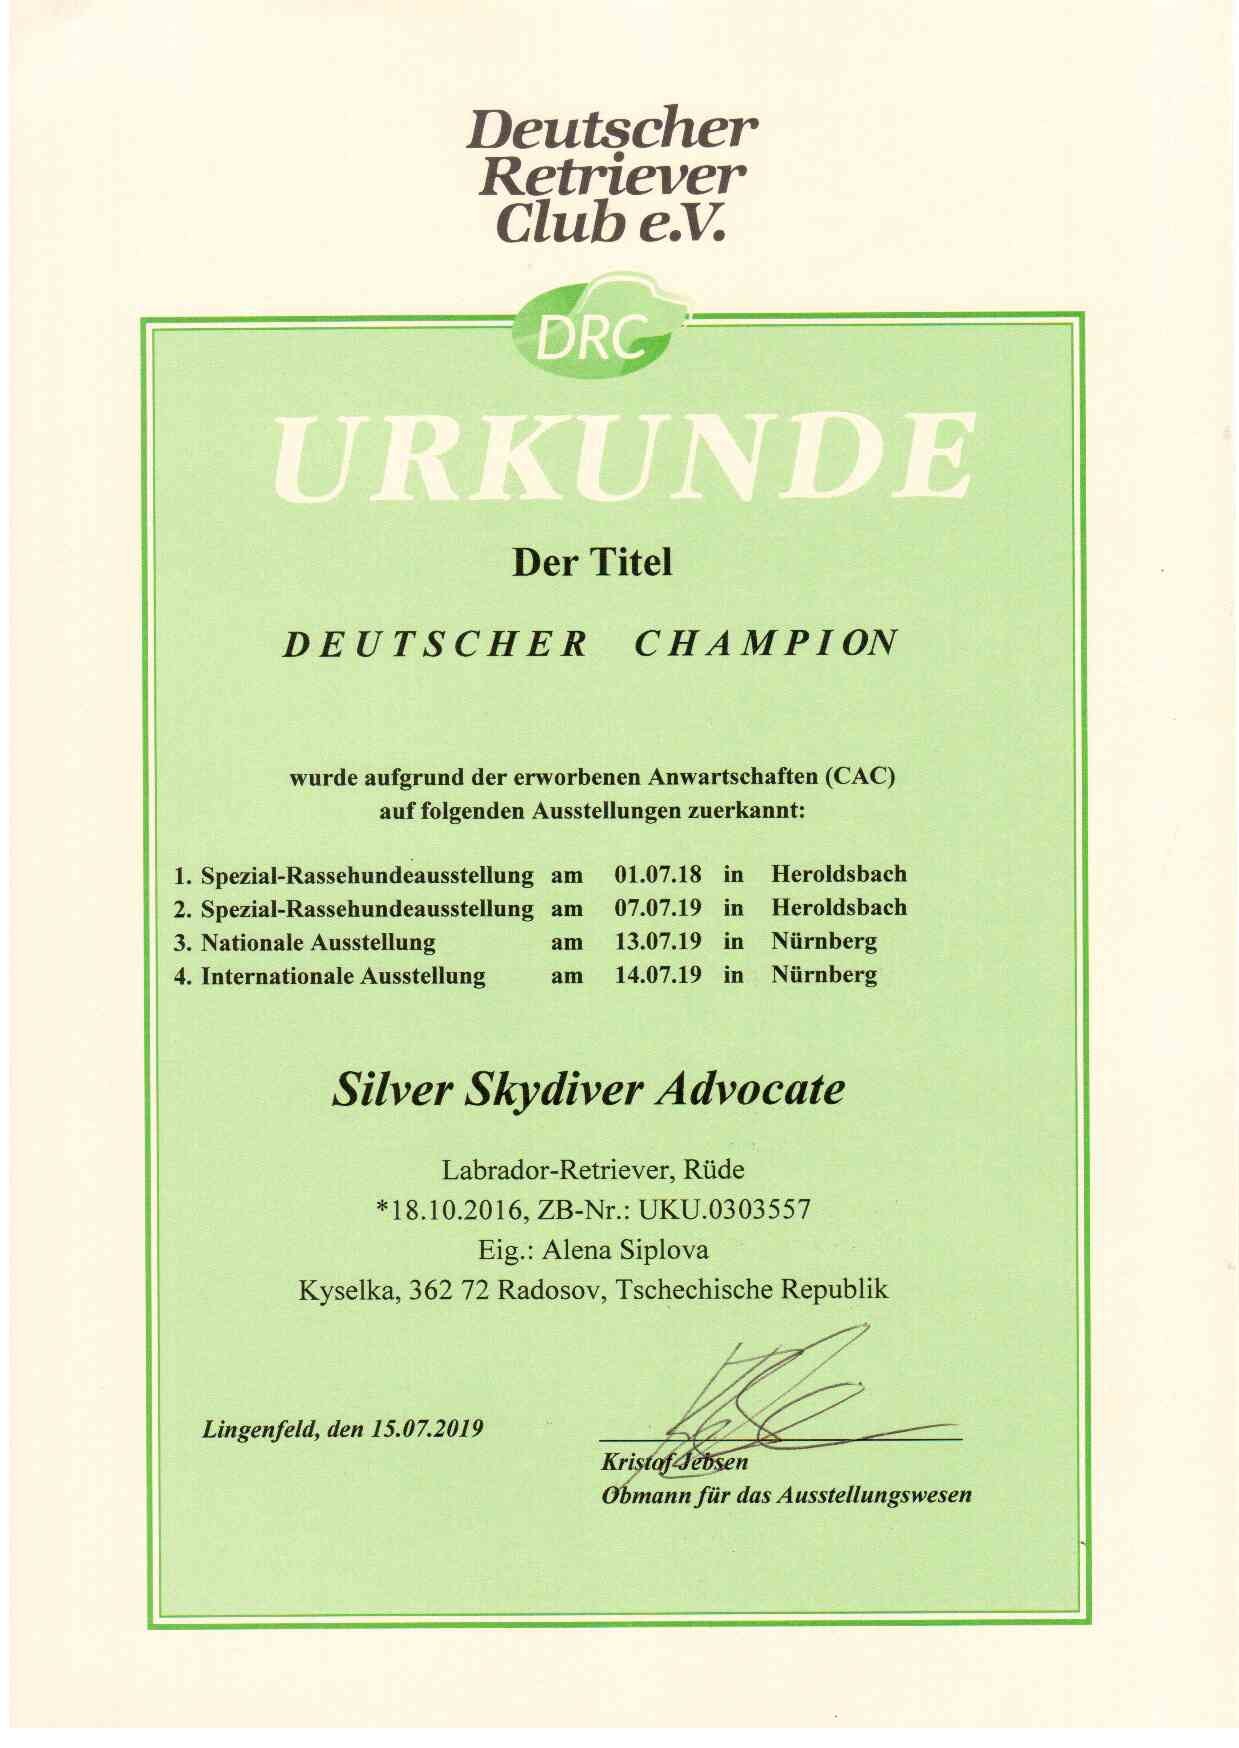 Deutscher
Retriever
Club e.V.
DRC
URKUNDE
Der Titel
DEUTSCHER CHAMPION
wurde aufgrund der erworbenen Anwartschaften (CAC)
auf folgenden Ausstellungen zuerkannt:
1. Spezial-Rassehundeausstellung am 01.07.18 in Heroldsbach
2. Spezial-Rassehundeausstellung am 07.07.19 in Heroldsbach
3. Nationale Ausstellung am 13.07.19 in Nürnberg
4. Internationale Ausstellung am 14.07.19 in Nürnberg
Silver Skydiver Advocate
Labrador-Retriever, Rüde
*18.10.2016, ZB-Nr.: UKU.0303557
Eig.: Alena Siplova
Kyselka, 362 72 Radosov, Tschechische Republik
Lingenfeld, den 15.07.2019
Kristof Jebsen
Obmann für das Ausstellungswesen